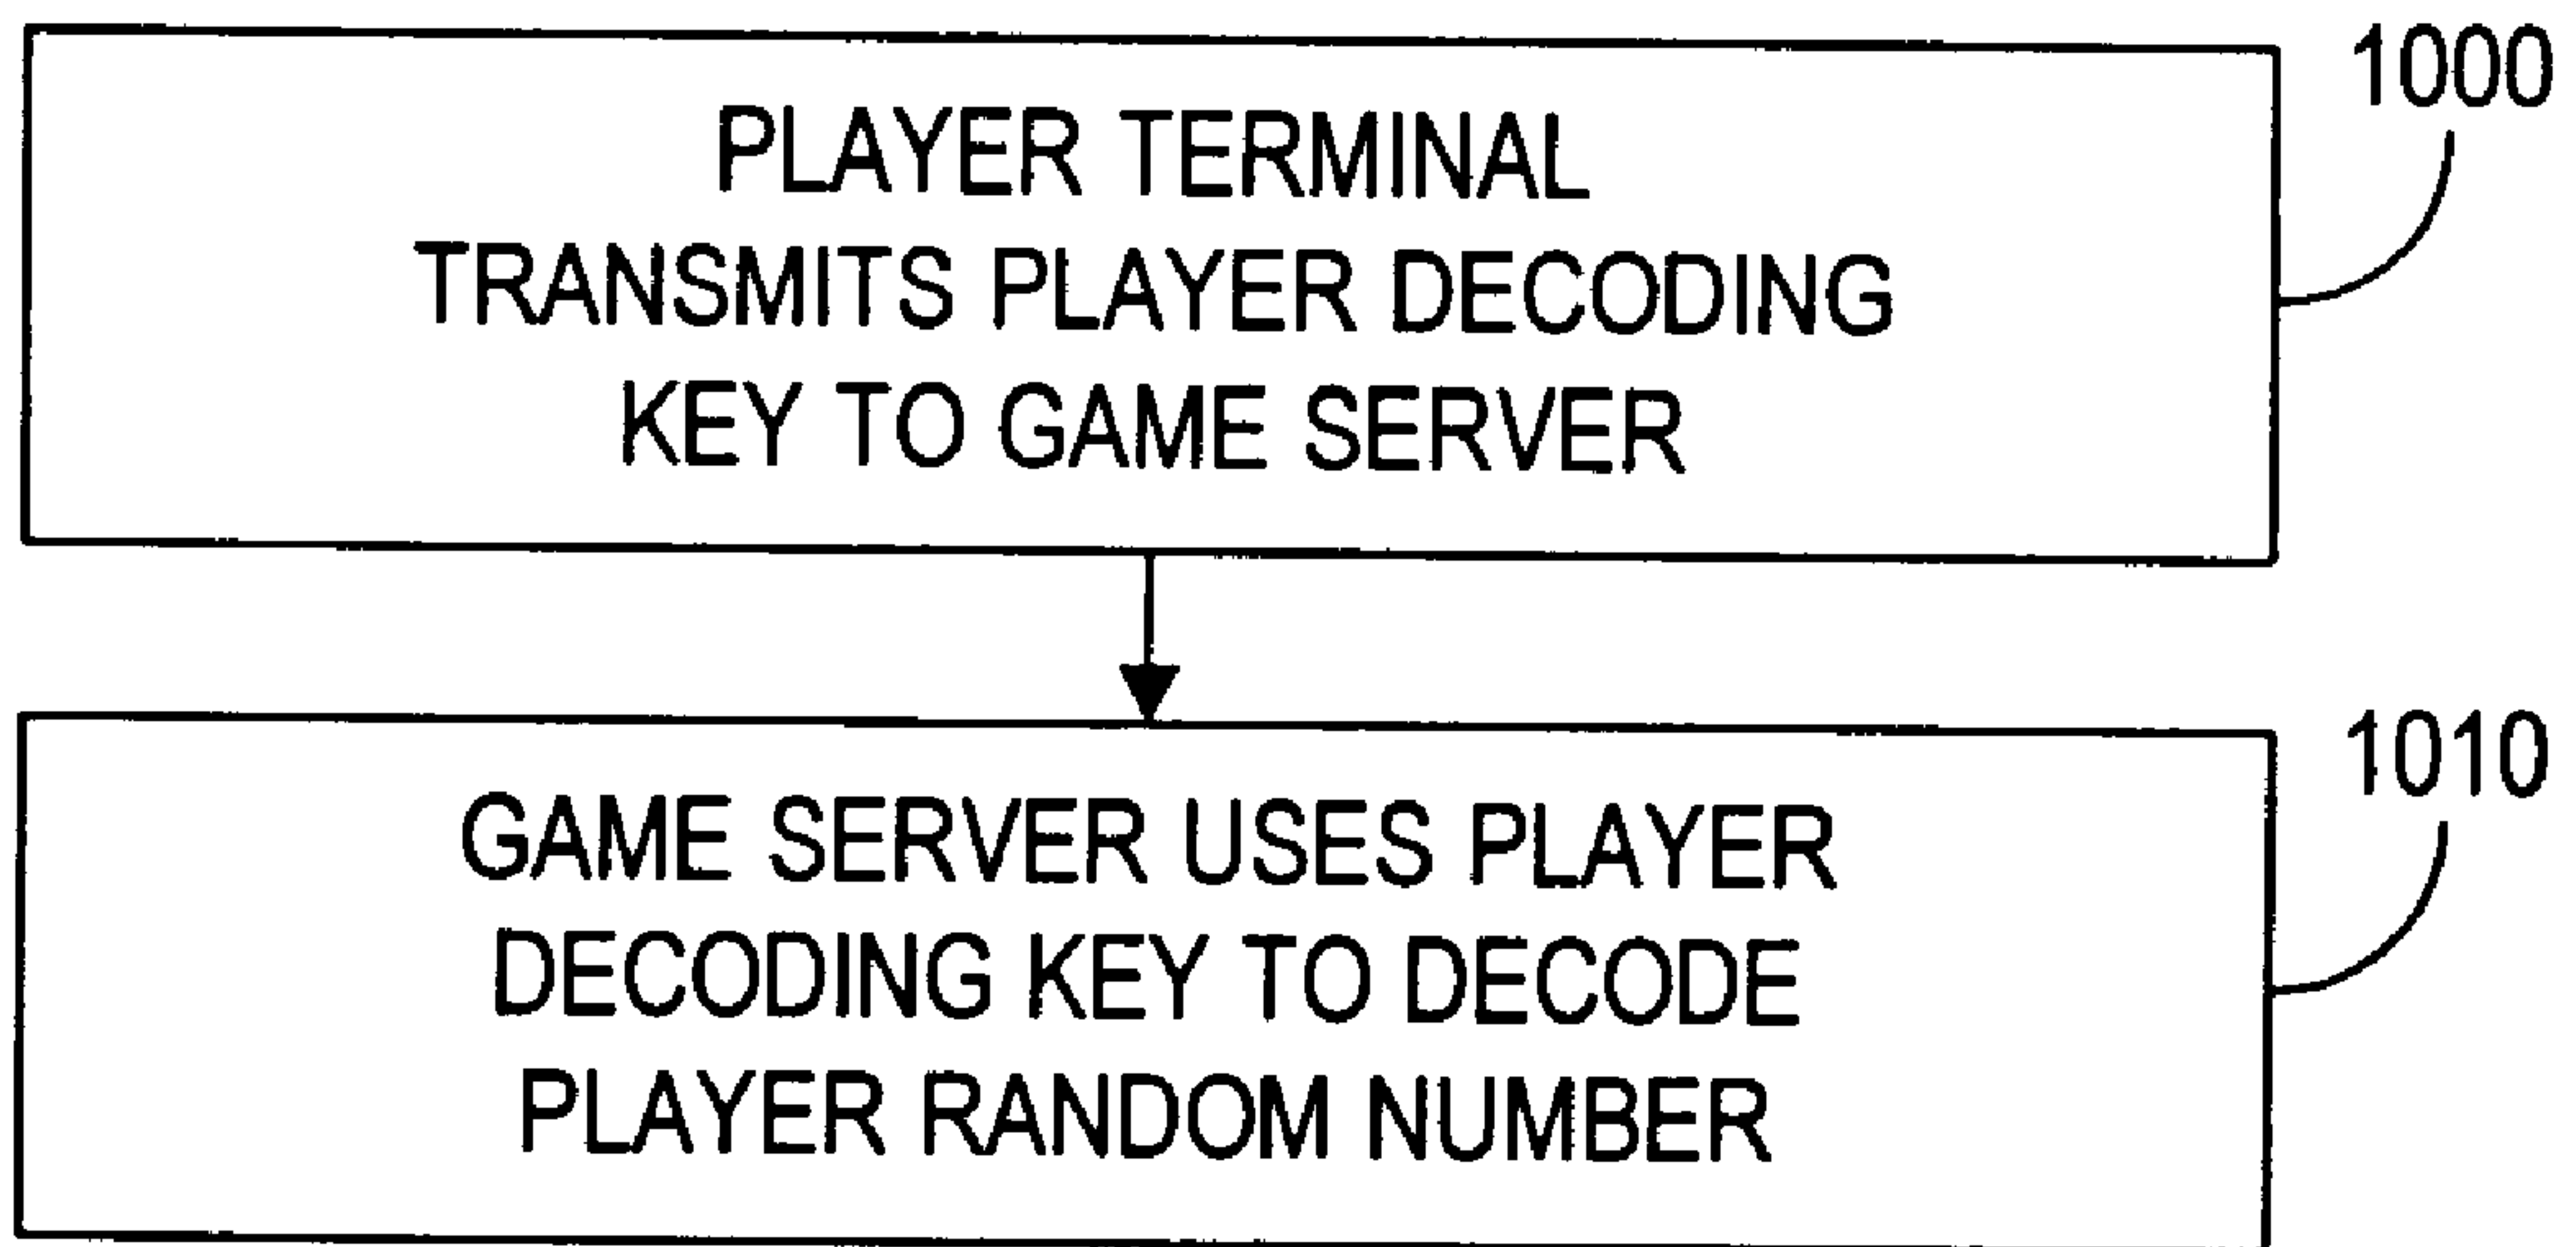 PLAYER TERMINAL
TRANSMITS PLAYER DECODING
KEY TO GAME SERVER
1000
GAME SERVER USES PLAYER
DECODING KEY TO DECODE
PLAYER RANDOM NUMBER
1010